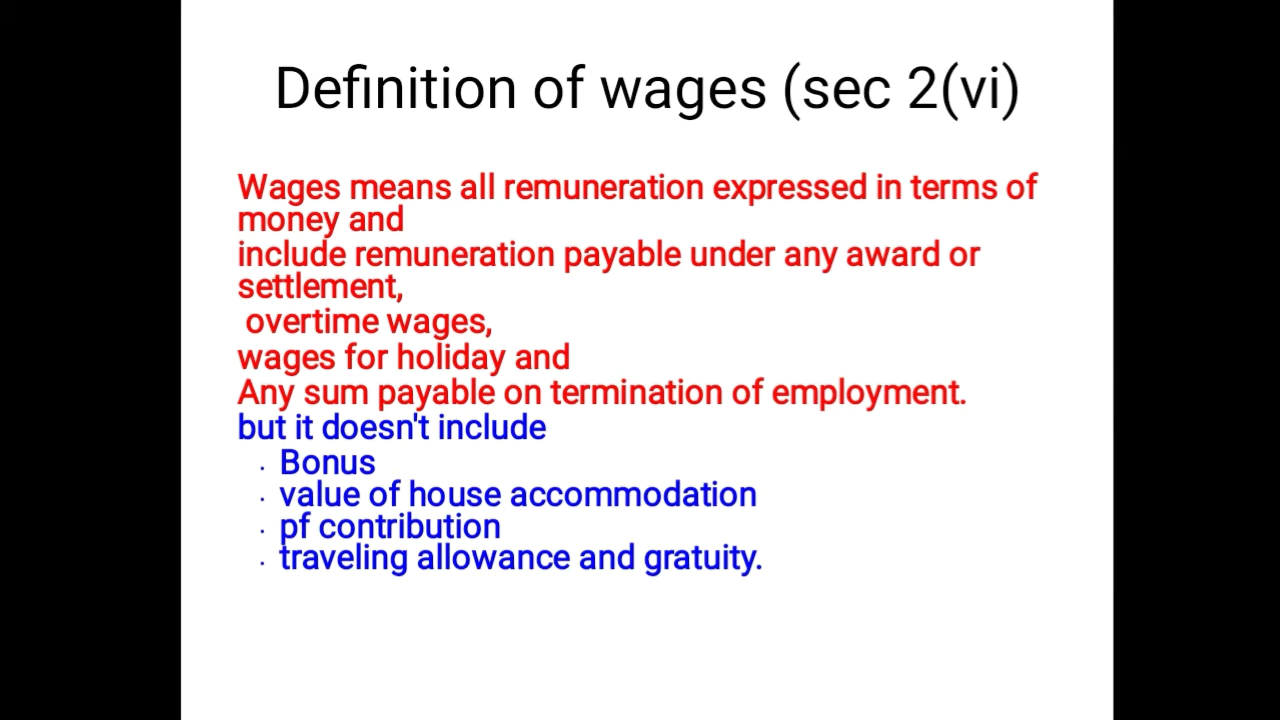 Definition of wages (sec 2(vi)
Wages means all remuneration expressed in terms of
money and
include remuneration payable under any award or
settlement,
overtime wages,
wages for holiday and
Any sum payable on termination of employment.
but it doesn't include
· Bonus
· value of house accommodation
· pf contribution
· traveling allowance and gratuity.